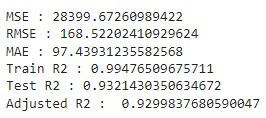 MSE : 28399.67260989422
RMSE : 168.52202410929624
MAE : 97.43931235582568
Train R2 : 0.99476509675711
Test R2 : 0.9321430350634672
Adjusted R2 :  0.9299837680590047